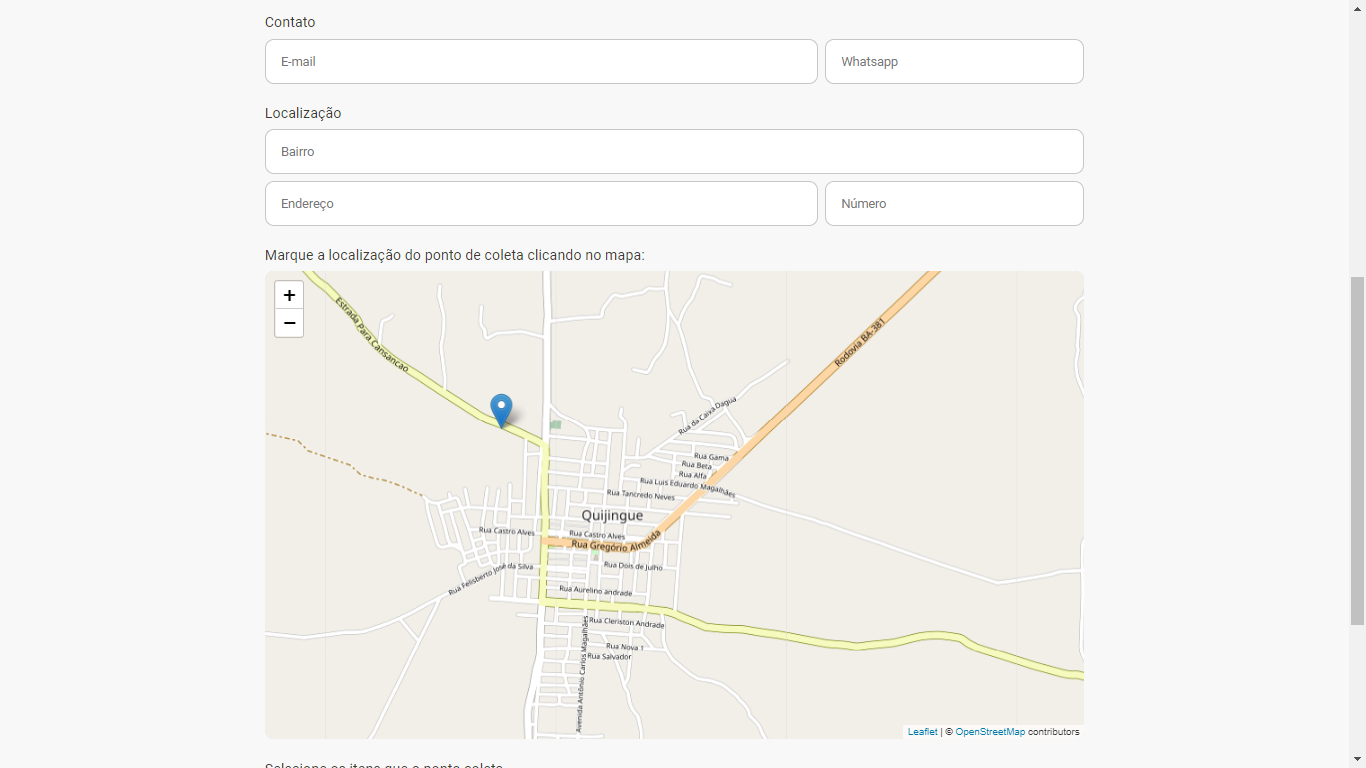 Contato
E-mail
Whatsapp
Localização
Bairro
Endereço
Número
Marque a localização do ponto de coleta clicando no mapa:
+
−
Estrada Para Cansancao
Rodovia BA-381
Rua da Caixa Dagua
Rua Gama
Rua Beta
Rua Alfa
Rua Luis Eduardo Magalhães
Rua Tancredo Neves
Quijingue
Rua Castro Alves
Rua Castro Alves
Rua Gregório Almeida
Rua Dois de Julho
Rua Felisberto José da Silva
Rua Aurelino andrade
Rua Cleriston Andrade
Rua Nova 1
Rua Salvador
Avenida Antônio Carlos Magalhães
Leaflet | © OpenStreetMap contributors
Selecione os itens que o ponto coleta